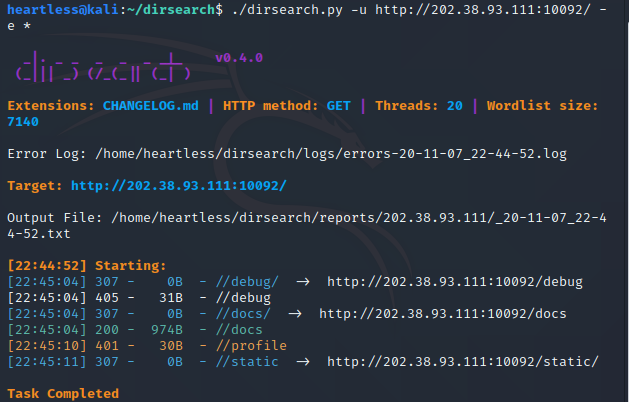 heartless@kali:~/dirsearch$ ./dirsearch.py -u http://202.38.93.111:10092/ -
e *
v0.4.0
Extensions: CHANGELOG.md | HTTP method: GET | Threads: 20 | Wordlist size:
7140
Error Log: /home/heartless/dirsearch/logs/errors-20-11-07_22-44-52.log
Target: http://202.38.93.111:10092/
Output File: /home/heartless/dirsearch/reports/202.38.93.111/_20-11-07_22-4
4-52.txt
[22:44:52] Starting:
[22:45:04] 307 -    0B  - //debug/  ->  http://202.38.93.111:10092/debug
[22:45:04] 405 -   31B  - //debug
[22:45:04] 307 -    0B  - //docs/  ->  http://202.38.93.111:10092/docs
[22:45:04] 200 -  974B  - //docs
[22:45:10] 401 -   30B  - //profile
[22:45:11] 307 -    0B  - //static  ->  http://202.38.93.111:10092/static/
Task Completed